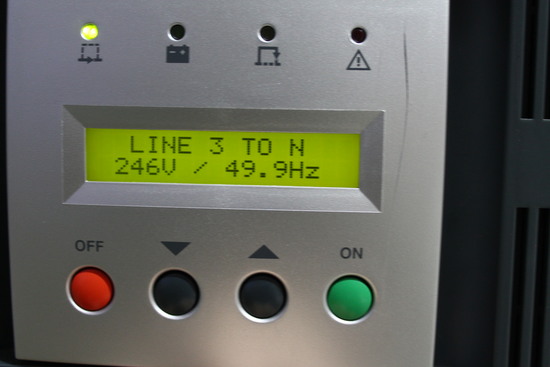 LINE 3 TO N
246V / 49.9Hz
OFF
ON